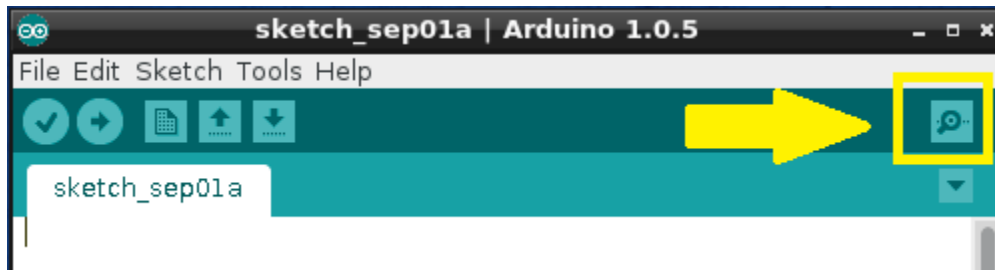 sketch_sep01a | Arduino 1.0.5
File Edit Sketch Tools Help
sketch_sep01a